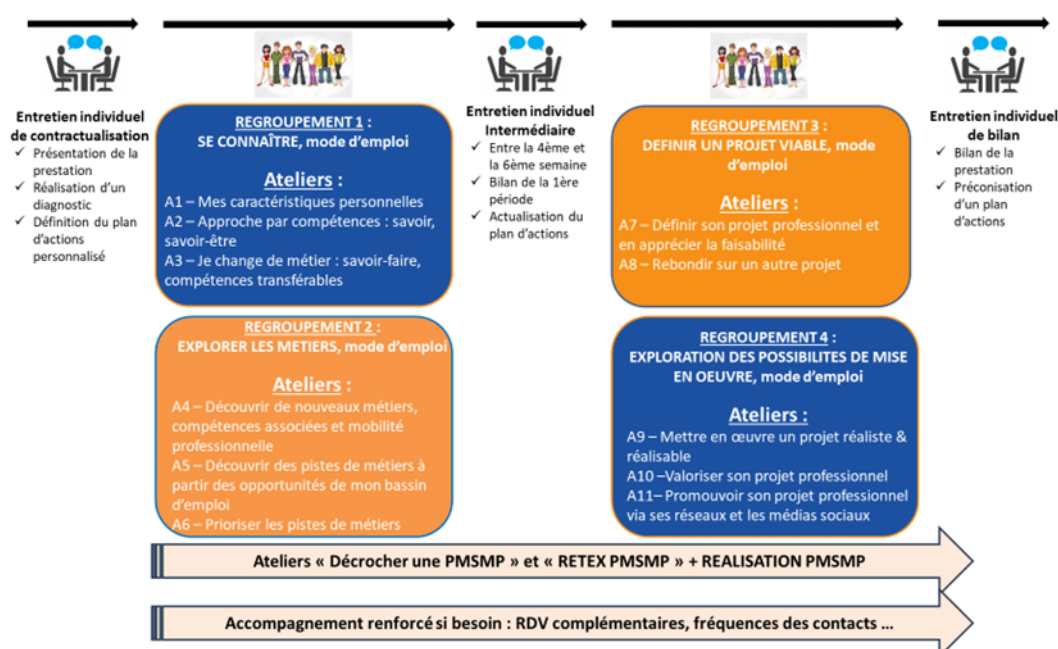 Entretien individuel
de contractualisation
✓ Présentation de la
prestation
✓ Réalisation d'un
diagnostic
✓ Définition du plan
d'actions
personnalisé
REGROUPEMENT 1 :
SE CONNAÎTRE, mode d'emploi
Ateliers :
A1 – Mes caractéristiques personnelles
A2 – Approche par compétences : savoir,
savoir-être
A3 – Je change de métier : savoir-faire,
compétences transférables
REGROUPEMENT 2 :
EXPLORER LES METIERS, mode d'emploi
Ateliers :
A4 – Découvrir de nouveaux métiers,
compétences associées et mobilité
professionnelle
A5 – Découvrir des pistes de métiers à
partir des opportunités de mon bassin
d'emploi
A6 – Prioriser les pistes de métiers
Entretien individuel
Intermédiaire
✓ Entre la 4ème et
la 6ème semaine
✓ Bilan de la 1ère
période
✓ Actualisation du
plan d'actions
REGROUPEMENT 3 :
DEFINIR UN PROJET VIABLE, mode
d'emploi
Ateliers :
A7 – Définir son projet professionnel et
en apprécier la faisabilité
A8 – Rebondir sur un autre projet
REGROUPEMENT 4 :
EXPLORATION DES POSSIBILITES DE MISE
EN OEUVRE, mode d'emploi
Ateliers :
A9 – Mettre en œuvre un projet réaliste &
réalisable
A10 –Valoriser son projet professionnel
A11– Promouvoir son projet professionnel
via ses réseaux et les médias sociaux
Entretien individuel
de bilan
✓ Bilan de la
prestation
✓ Préconisation
d'un plan
d'actions
Ateliers « Décrocher une PMSMP » et « RETEX PMSMP » + REALISATION PMSMP
Accompagnement renforcé si besoin : RDV complémentaires, fréquences des contacts ...